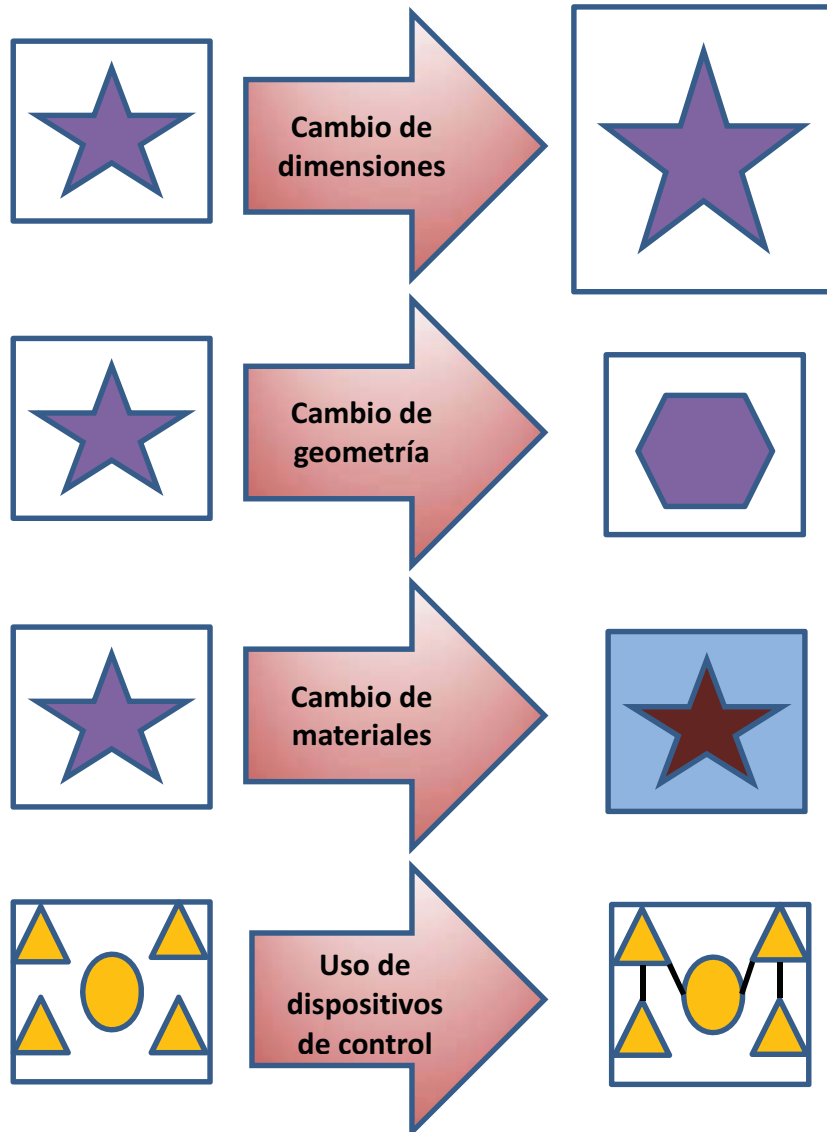 Cambio de
dimensiones
Cambio de
geometría
Cambio de
materiales
Uso de
dispositivos
de control